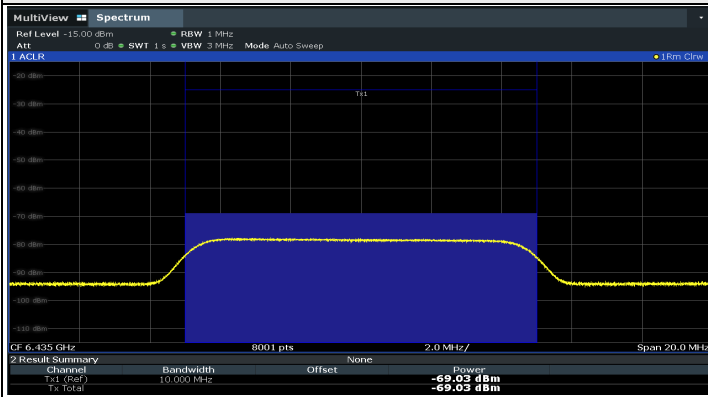 MultiView Spectrum
Ref Level -15.00 dBm RBW 1 MHz
Att 0 dB SWT 1 s VBW 3 MHz Mode Auto Sweep
1 ACLR 1Rm Clrw
-20 dBm
Tx1
-30 dBm
-40 dBm
-50 dBm
-60 dBm
-70 dBm
-80 dBm
-90 dBm
-100 dBm
-110 dBm
CF 6.435 GHz 8001 pts 2.0 MHz/ Span 20.0 MHz
2 Result Summary None
Channel Bandwidth Offset Power
Tx1 (Ref) 10.000 MHz -69.03 dBm
Tx Total -69.03 dBm